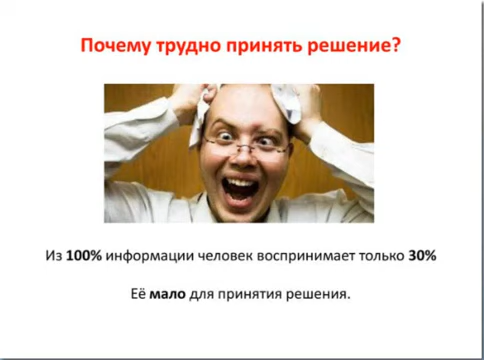 Почему трудно принять решение?
Из 100% информации человек воспринимает только 30%
Её мало для принятия решения.